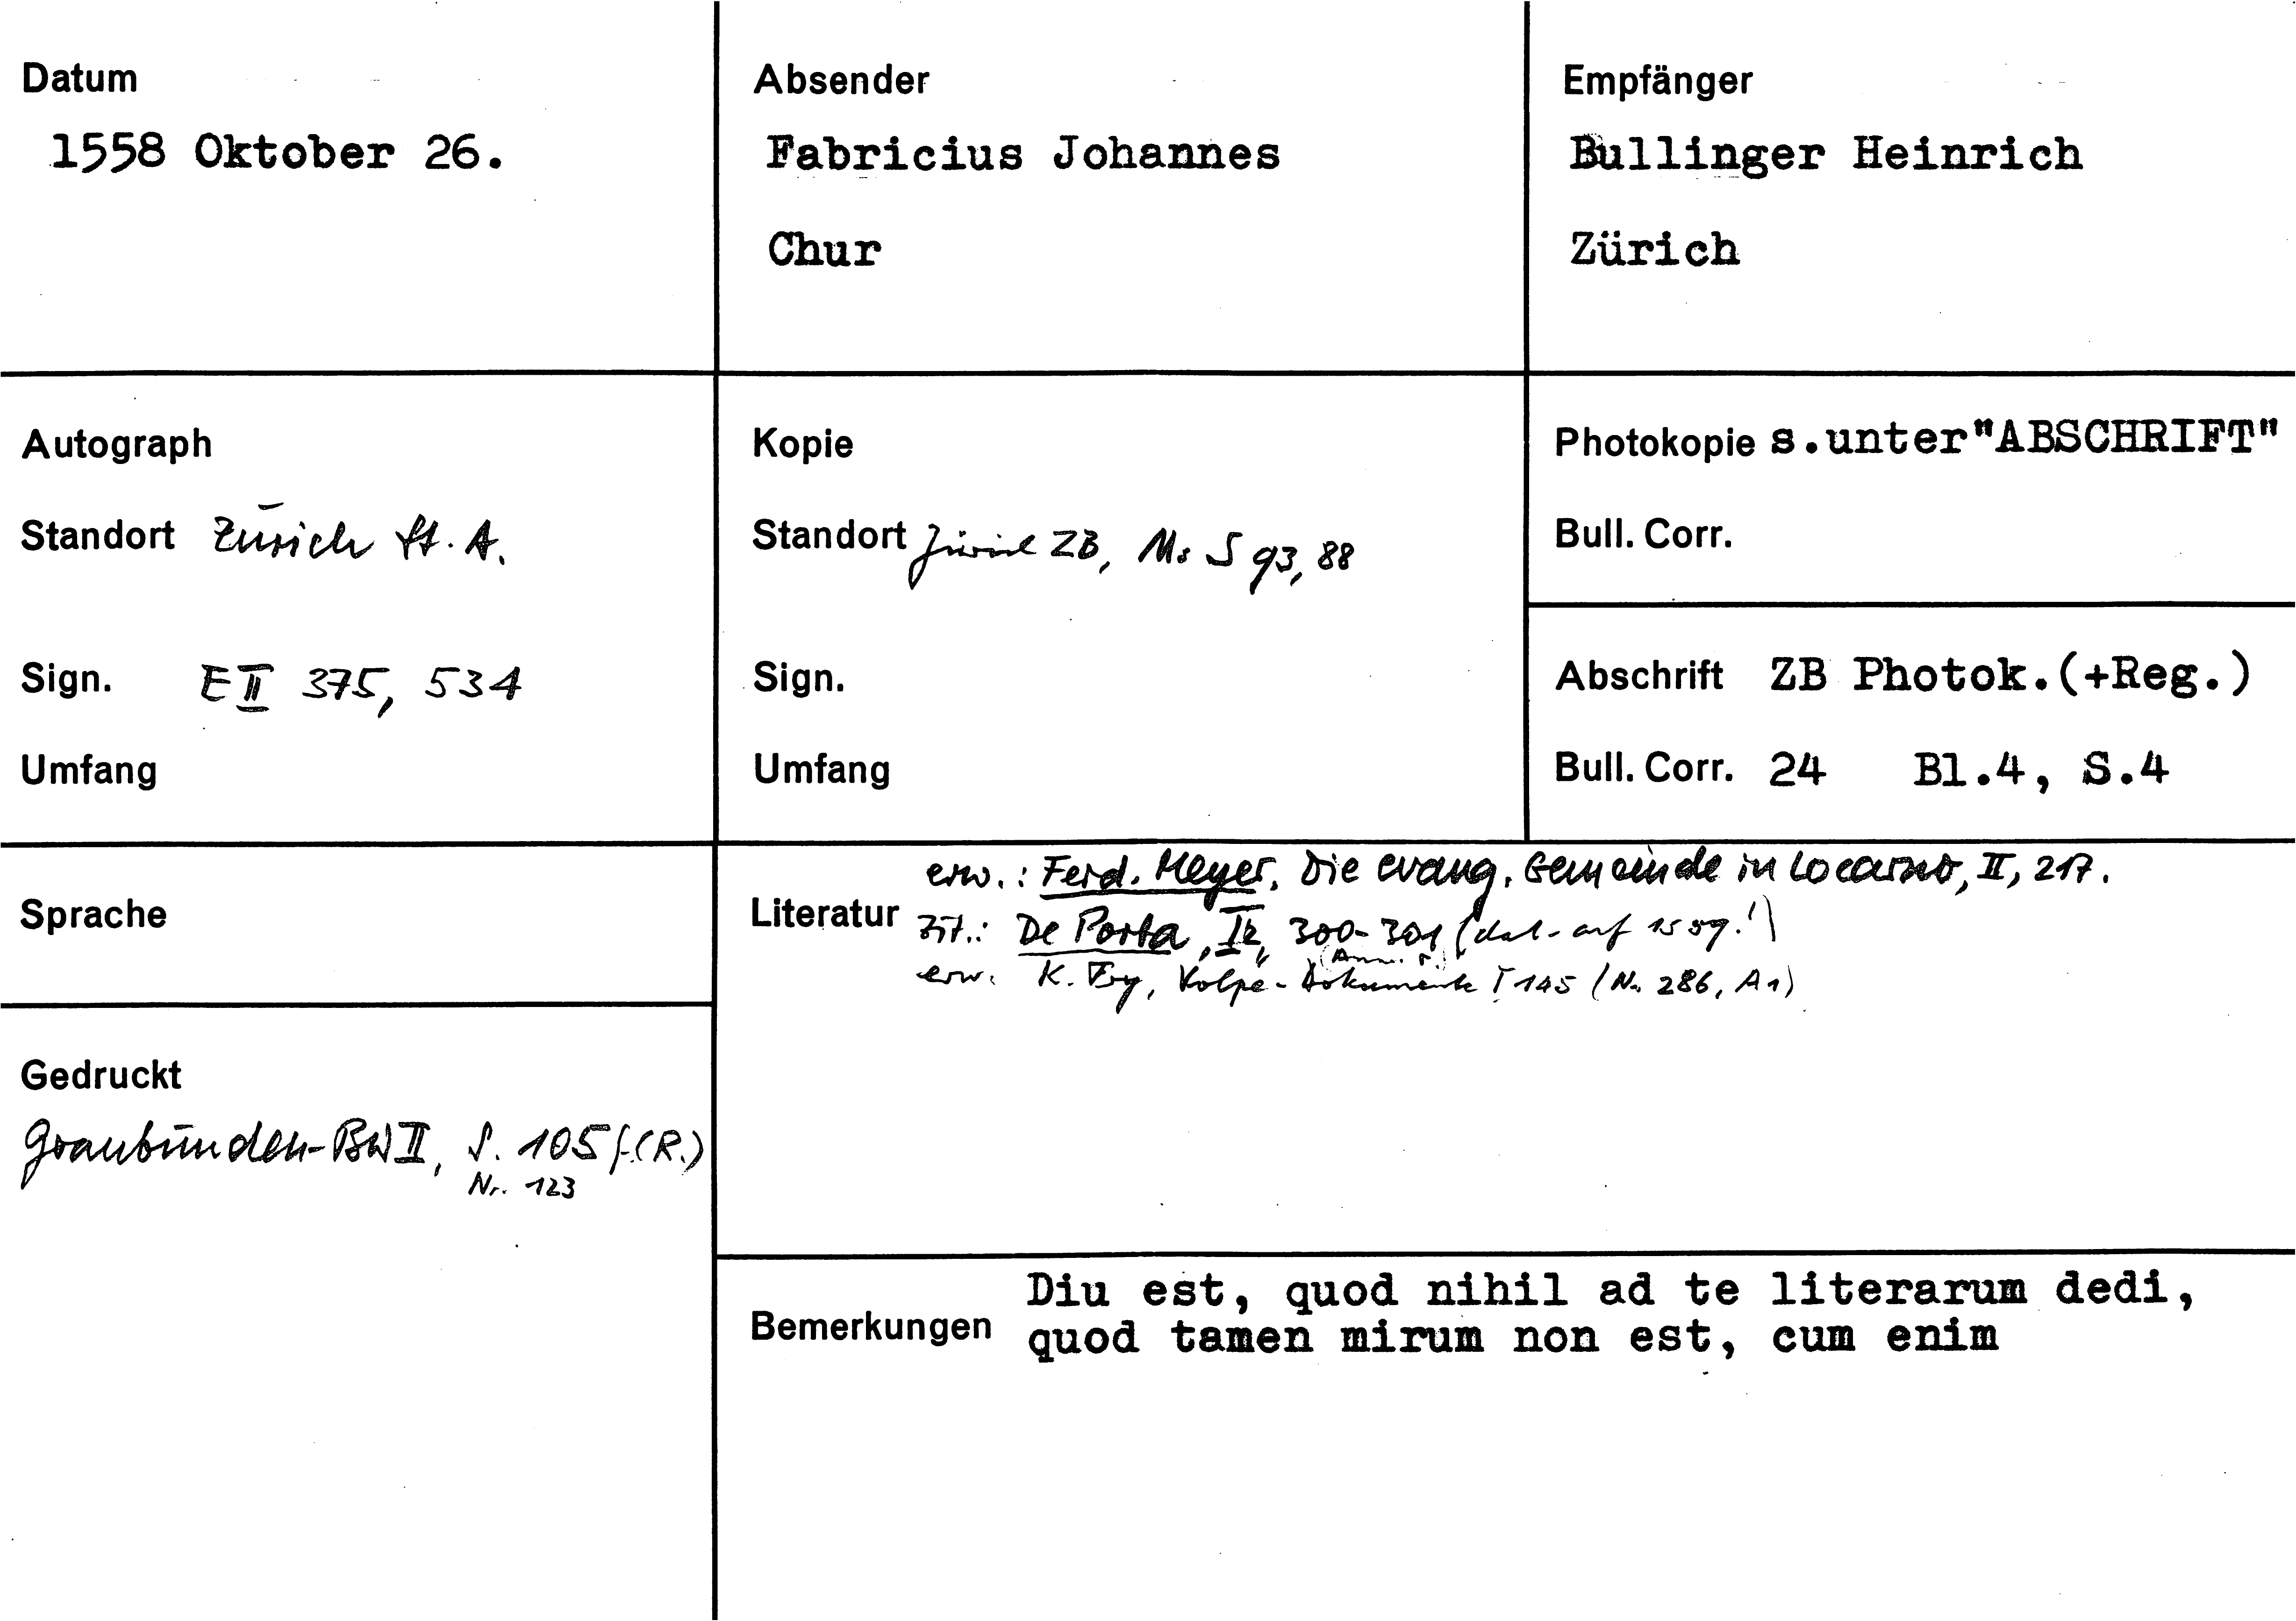 Datum
1558 Oktober 26.
Absender
Fabricius Johannes
Chur
Empfänger
Bullinger Heinrich
Zürich
Autograph
Standort Zürich St. A.
Sign. E II 375, 534
Umfang
Kopie
Standort Zürich ZB, Ms S 93, 88
Sign.
Umfang
Photokopie s.unter"ABSCHRIFT"
Bull. Corr.
Abschrift ZB Photok.(+Reg.)
Bull. Corr. 24 Bl.4, S.4
Sprache
Gedruckt
Graubünden-BW II, S. 105 f.(R.)
Nr. 123
erw.: Ferd. Meyer, Die evang. Gemeinde in Locarno, II, 217.
Literatur zit.: De Porta, I2, 300-301 (dat. auf 1559!)
(Anm. r.)
erw. K. Fry, Volpe-Dokumente I 145 (Nr. 286, A1)
Bemerkungen
Diu est, quod nihil ad te literarum dedi,
quod tamen mirum non est, cum enim